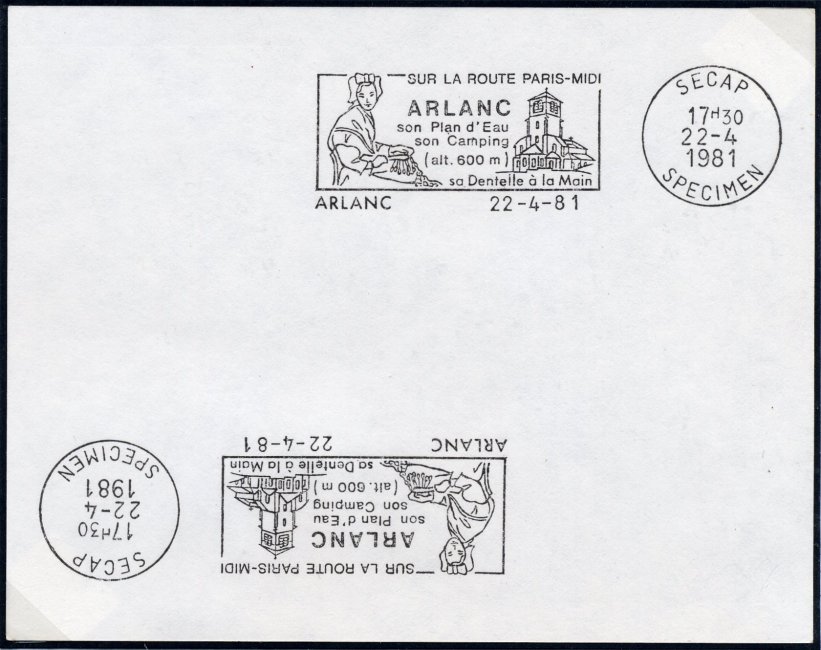 SUR LA ROUTE PARIS-MIDI
ARLANC
son Plan d'Eau
son Camping
(alt. 600 m)
sa Dentelle à la Main
ARLANC 22-4-81
SECAP
17H30
22-4
1981
SPECIMEN
SUR LA ROUTE PARIS-MIDI
ARLANC
son Plan d'Eau
son Camping
(alt. 600 m)
sa Dentelle à la Main
ARLANC 22-4-81
SECAP
17H30
22-4
1981
SPECIMEN